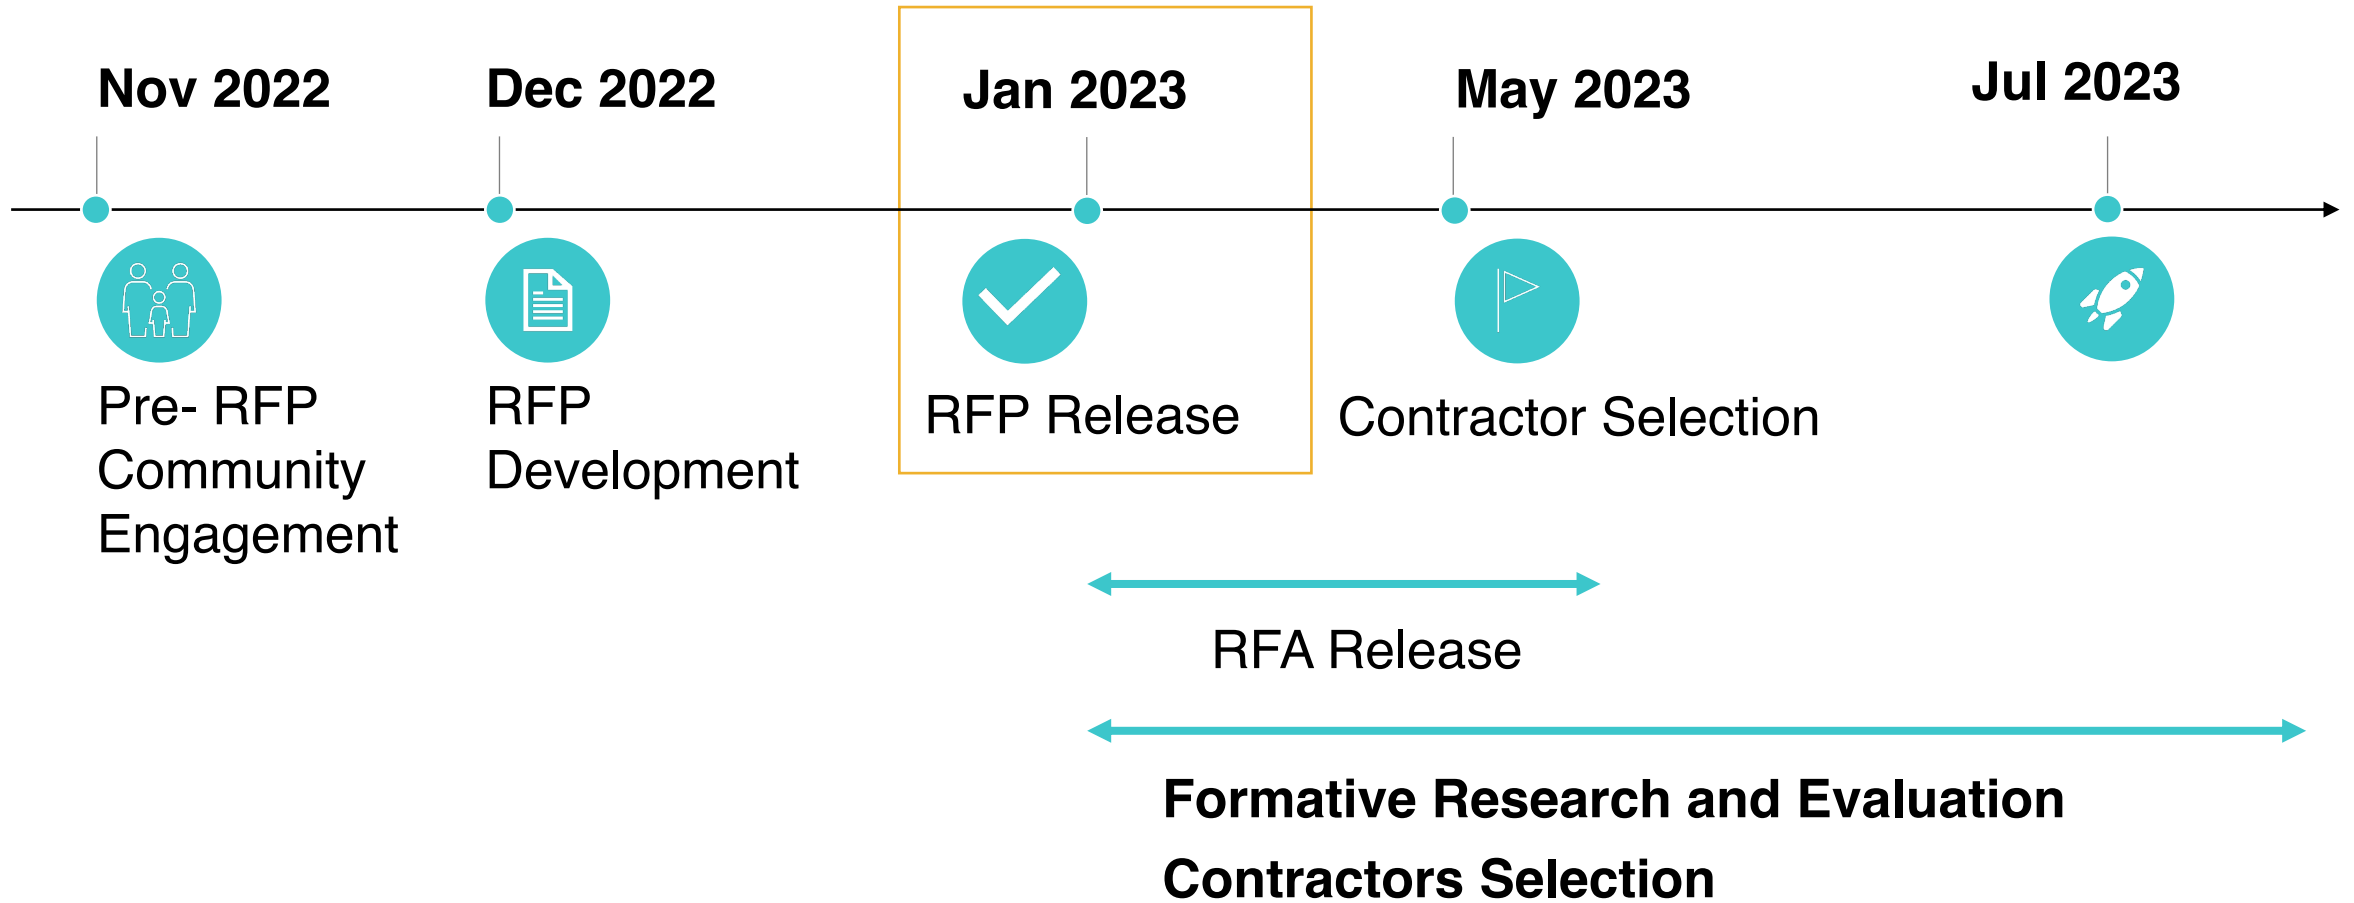 Nov 2022
Dec 2022
Jan 2023
May 2023
Jul 2023
Pre- RFP
Community
Engagement
RFP
Development
RFP Release
Contractor Selection
RFA Release
Formative Research and Evaluation
Contractors Selection